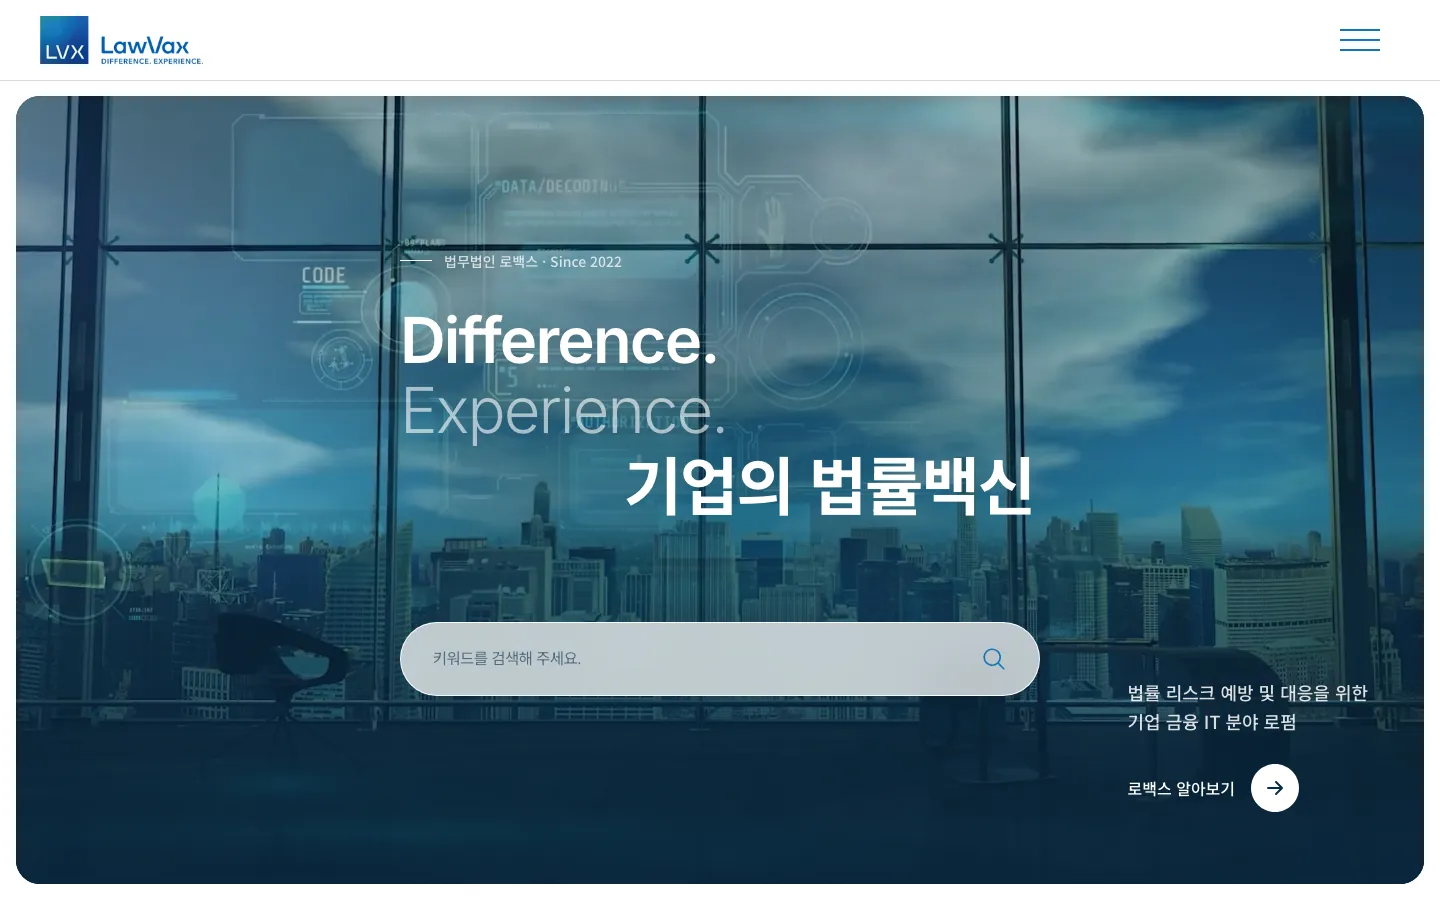 LVX
LawVax
DIFFERENCE. EXPERIENCE.
DATA/DECODING
CODE
법무법인 로백스 · Since 2022
Difference.
Experience.
기업의 법률백신
키워드를 검색해 주세요.
법률 리스크 예방 및 대응을 위한
기업 금융 IT 분야 로펌
로백스 알아보기